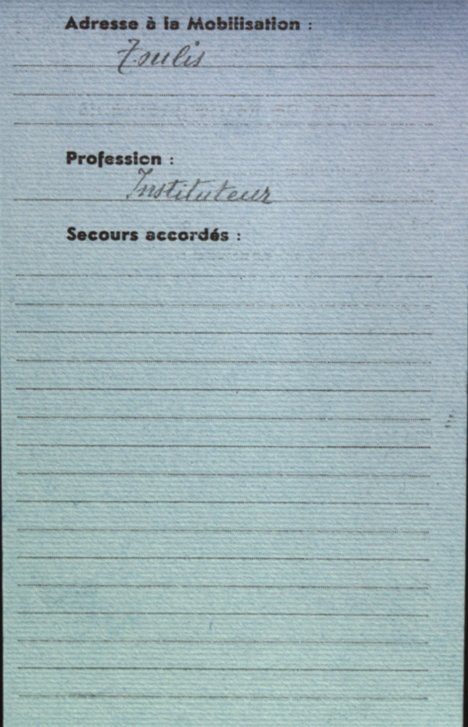 Adresse à la Mobilisation :
Toulis
Profession :
Instituteur
Secours accordés :